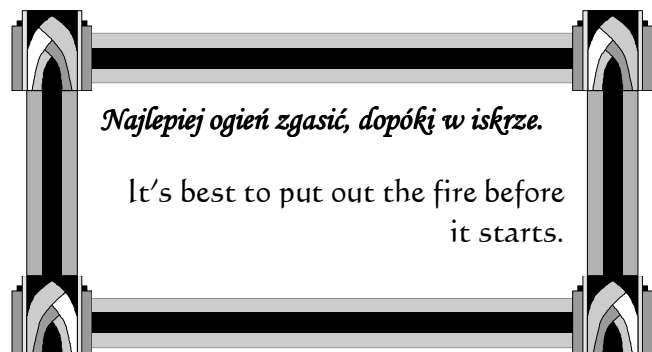 Najlepiej ogień zgasić, dopóki w iskrze.
It's best to put out the fire before
it starts.